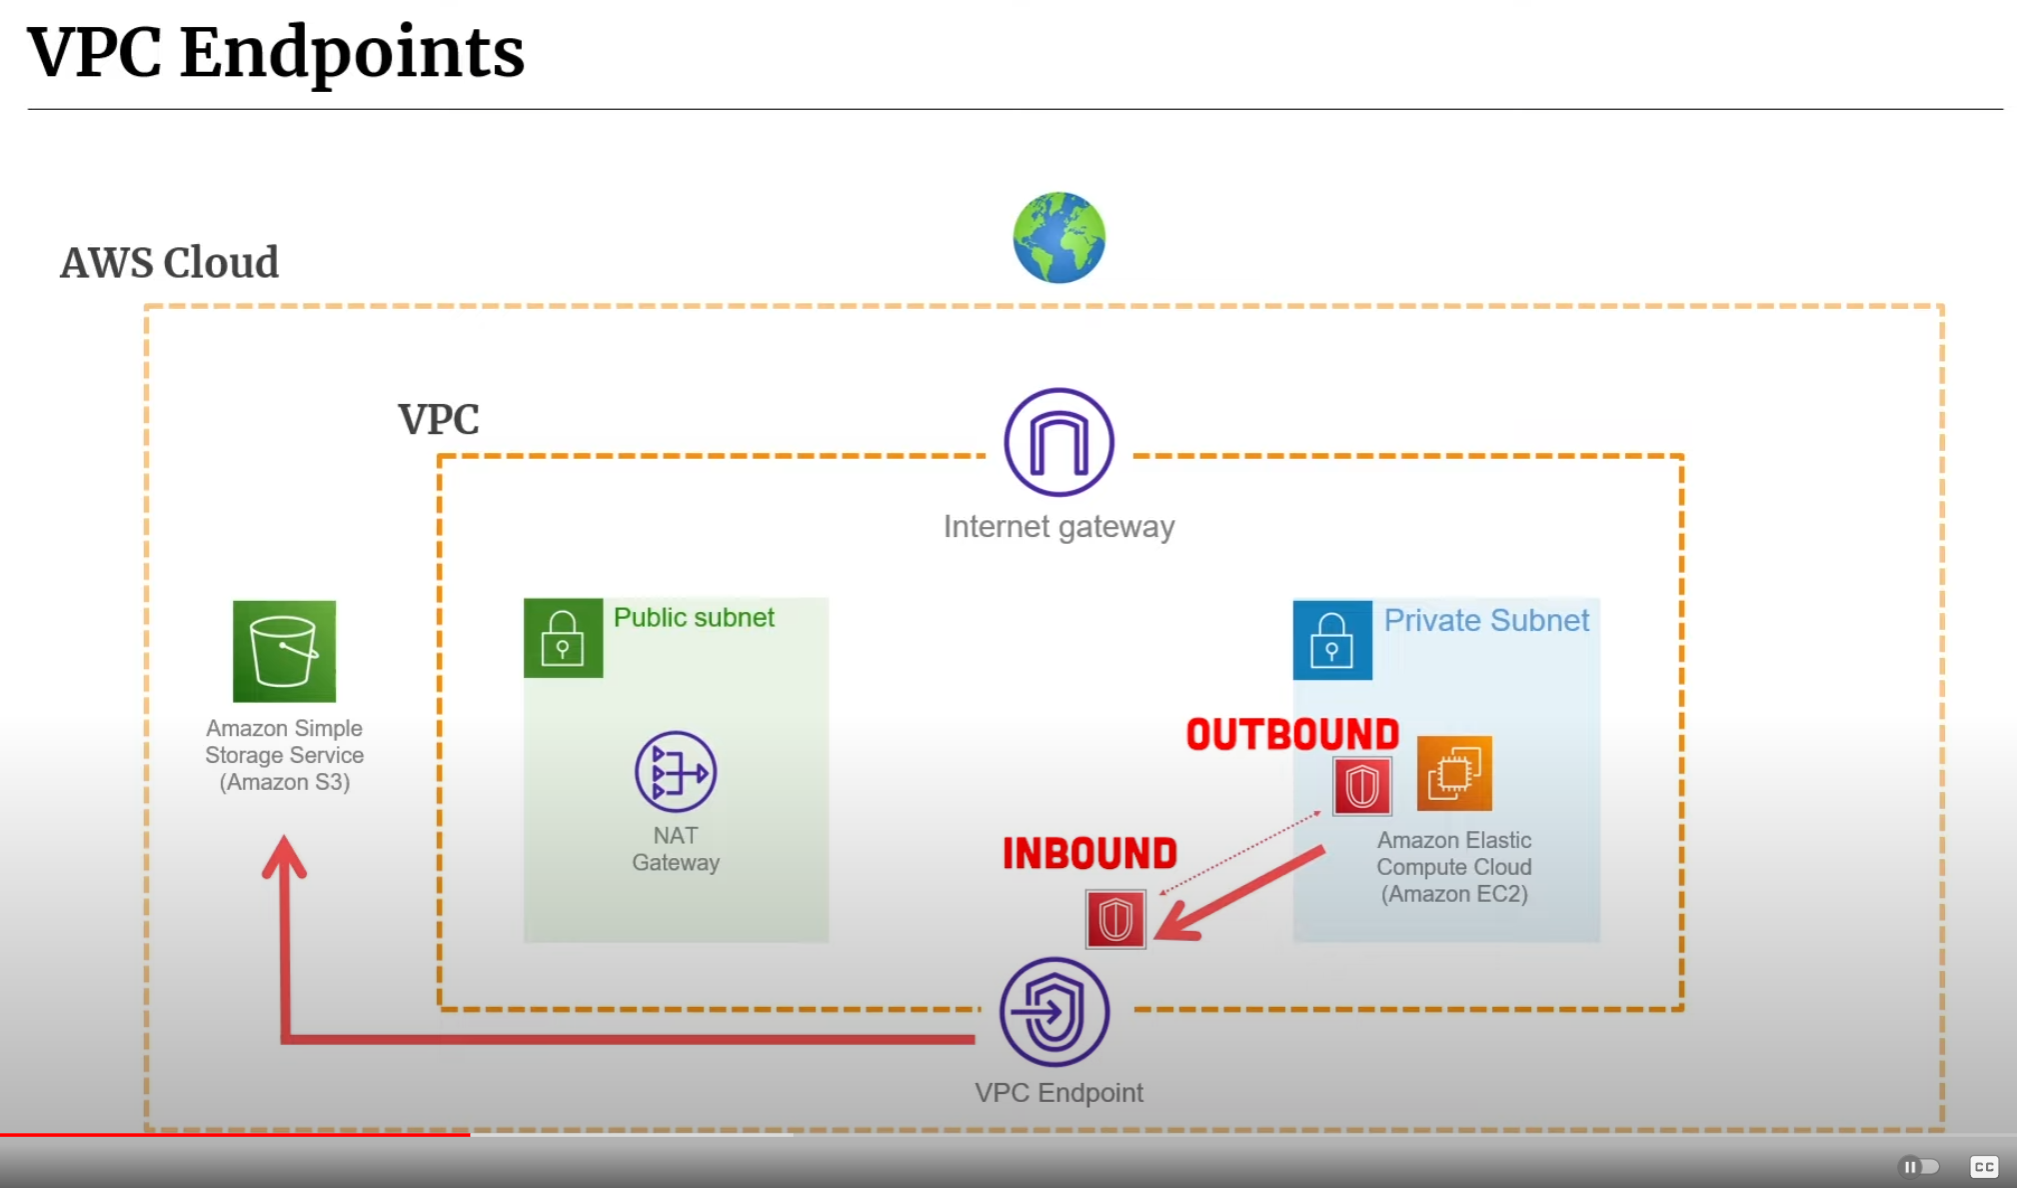 VPC Endpoints
AWS Cloud
VPC
Internet gateway
Public subnet
Private Subnet
Amazon Simple
Storage Service
(Amazon S3)
OUTBOUND
NAT
Gateway
INBOUND
Amazon Elastic
Compute Cloud
(Amazon EC2)
VPC Endpoint
CC